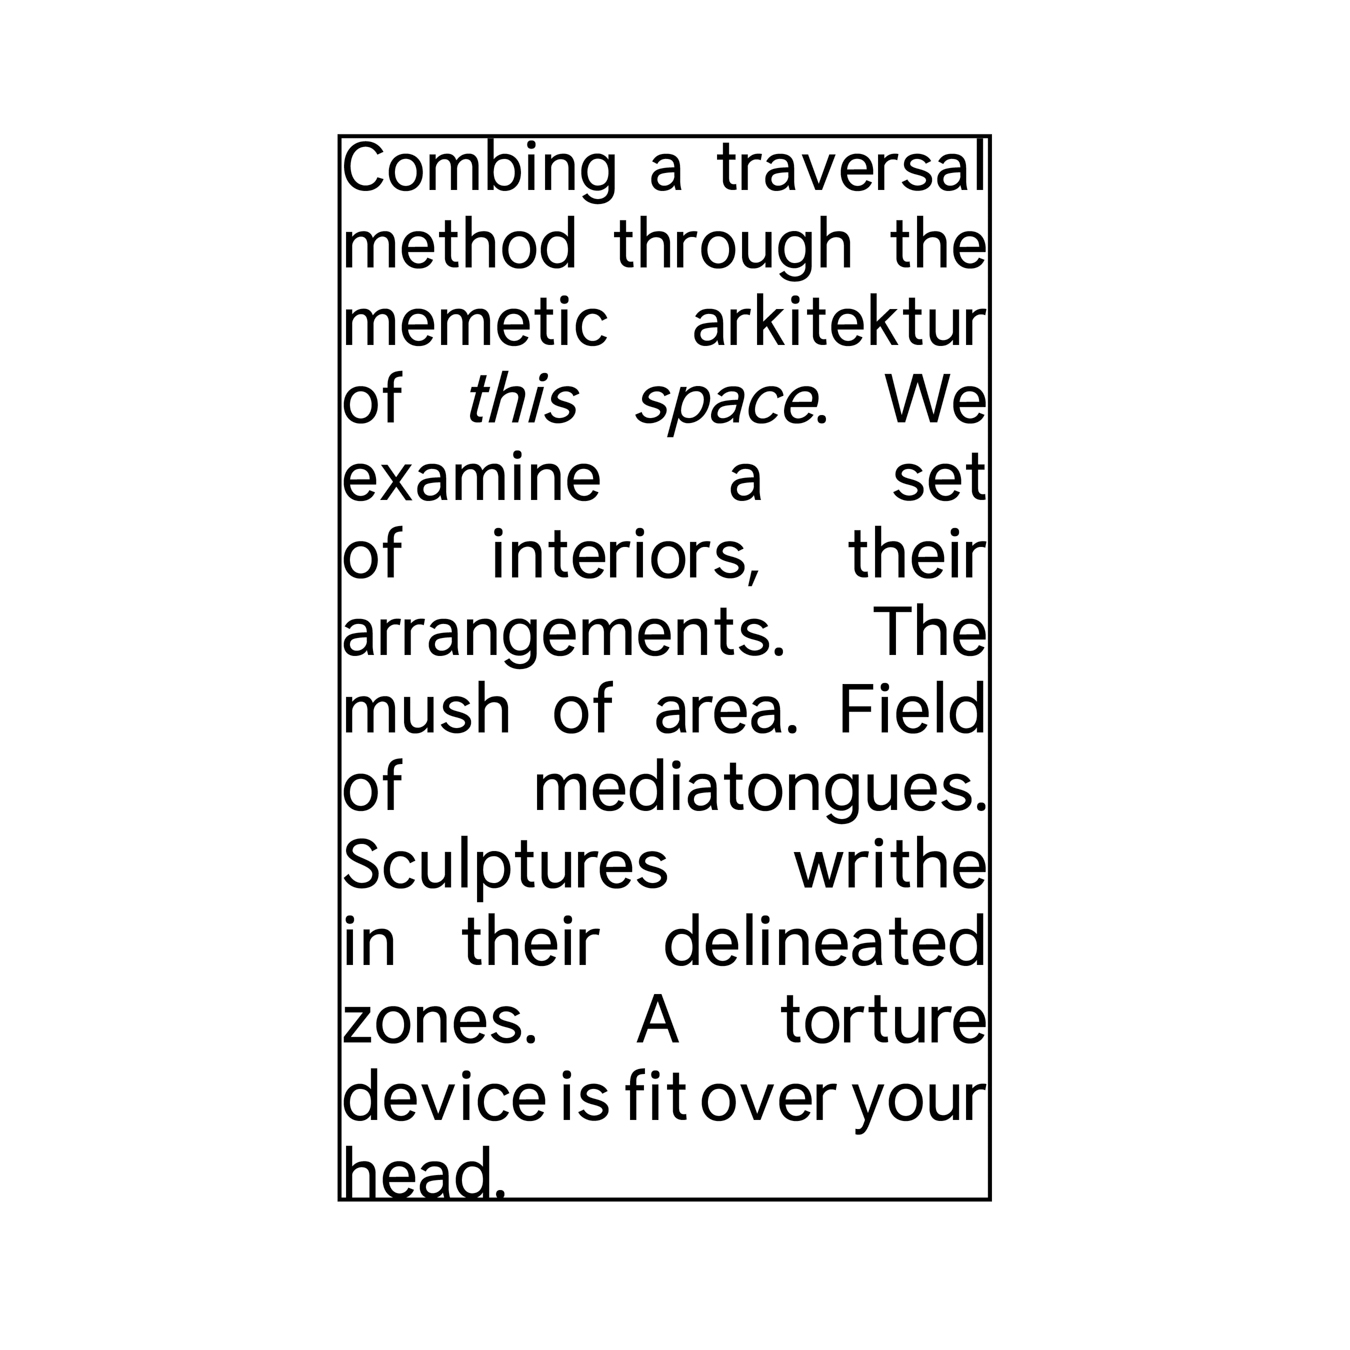 Combing a traversal
method through the
memetic arkitektur
of this space. We
examine a set
of interiors, their
arrangements. The
mush of area. Field
of mediatongues.
Sculptures writhe
in their delineated
zones. A torture
device is fit over your
head.